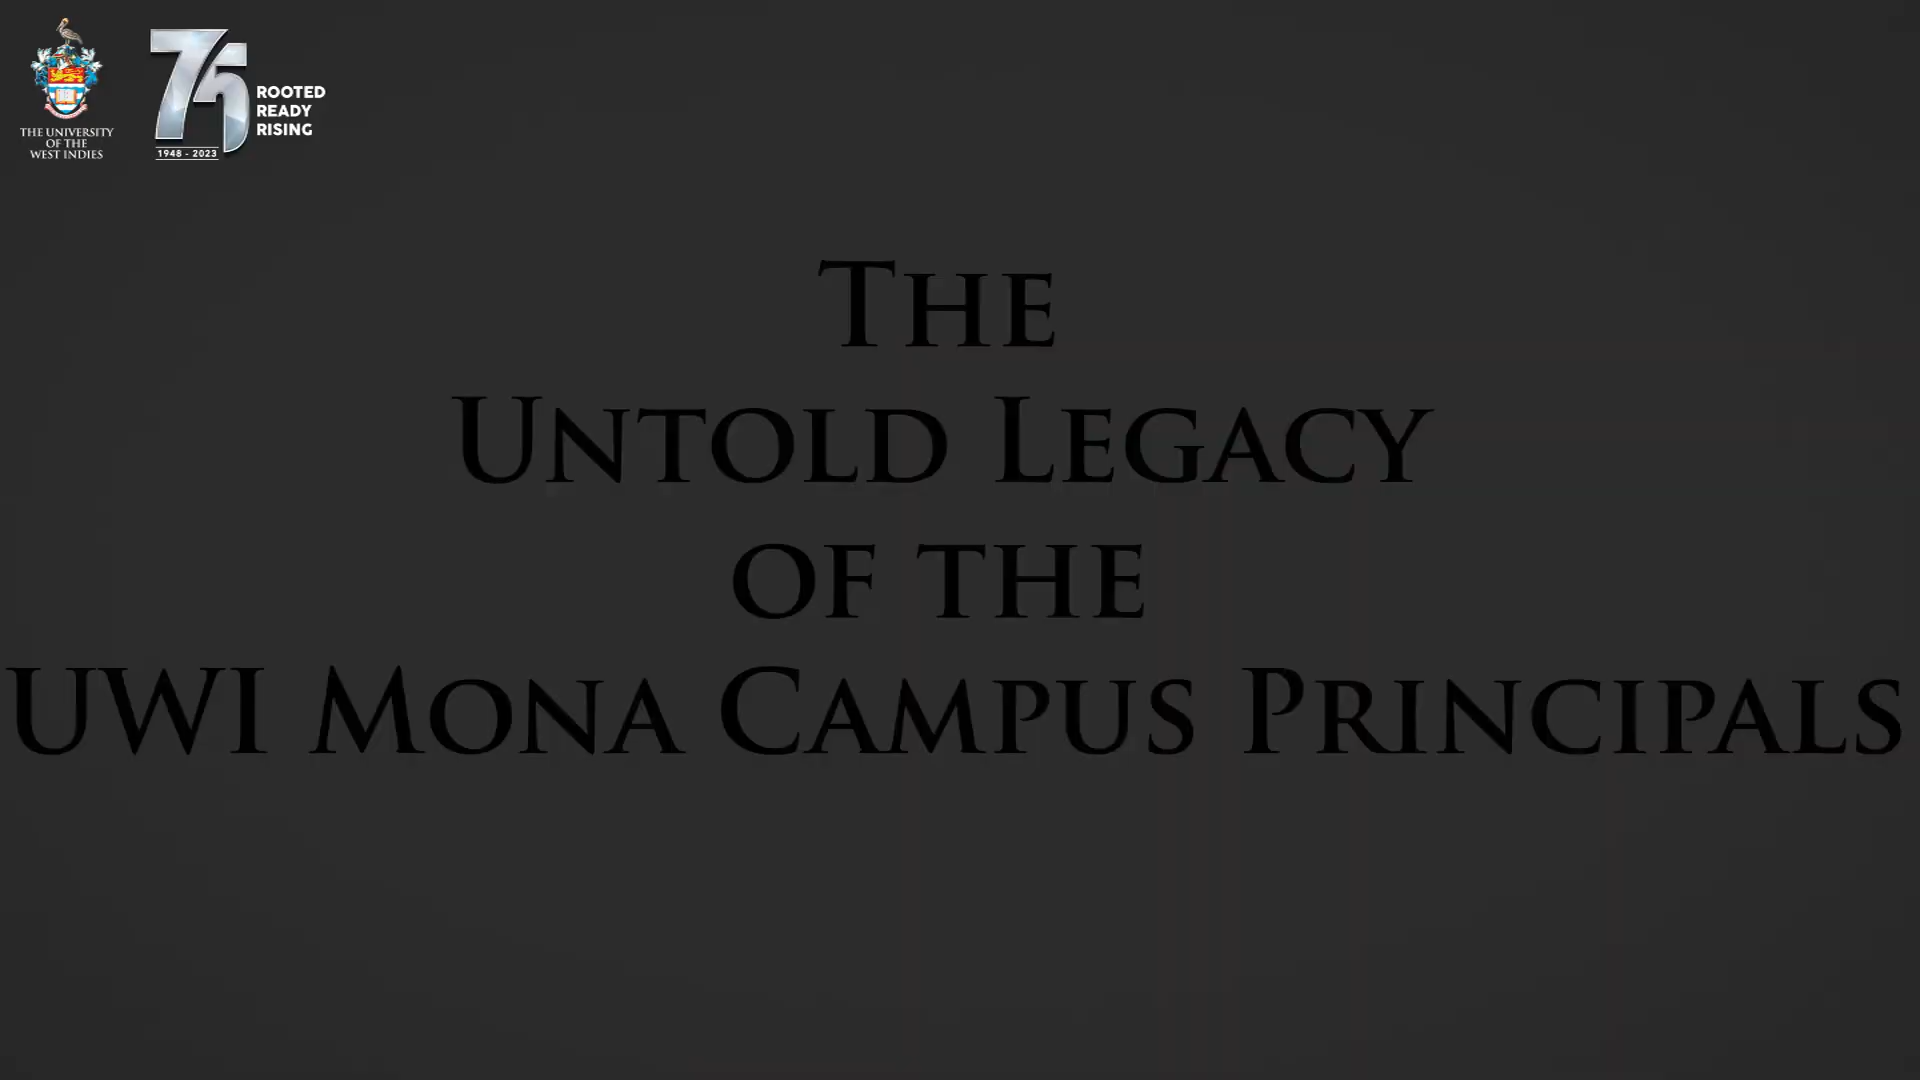 THE UNIVERSITY
OF THE
WEST INDIES
75
1948 - 2023
ROOTED
READY
RISING
THE
UNTOLD LEGACY
OF THE
UWI MONA CAMPUS PRINCIPALS